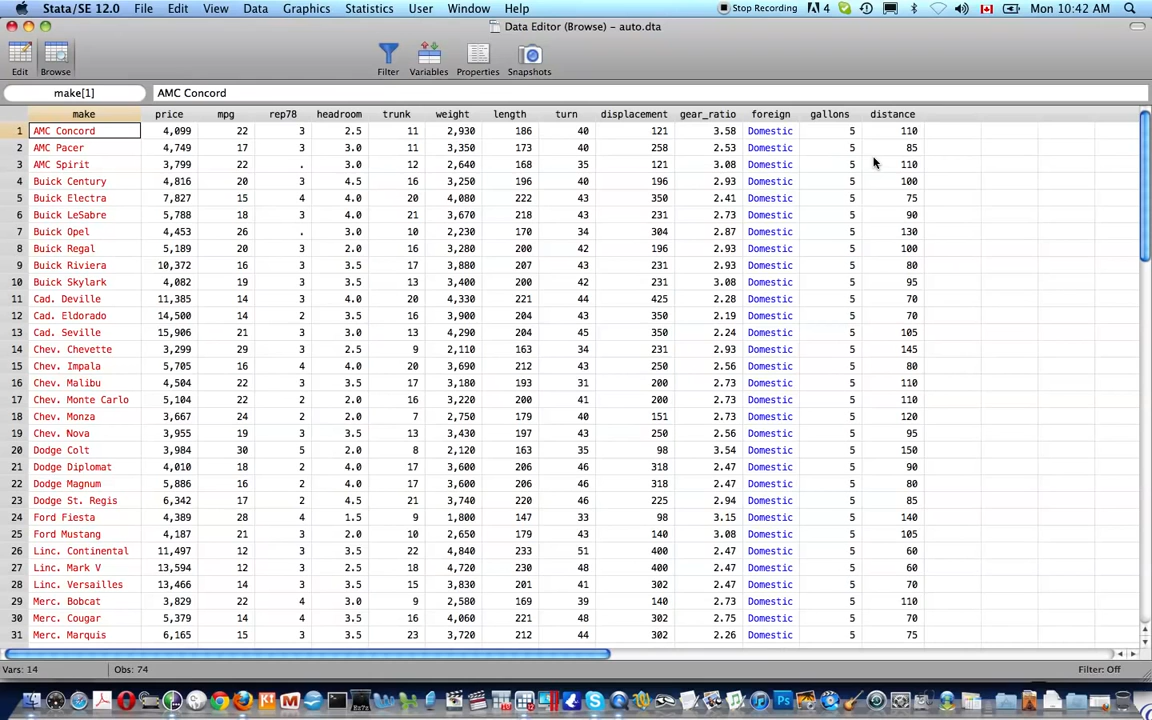 Stata/SE 12.0 File Edit View Data Graphics Statistics User Window Help Stop Recording 4 Mon 10:42 AM
Data Editor (Browse) – auto.dta
Edit Browse Filter Variables Properties Snapshots
make[1] AMC Concord
make price mpg rep78 headroom trunk weight length turn displacement gear_ratio foreign gallons distance
1 AMC Concord 4,099 22 3 2.5 11 2,930 186 40 121 3.58 Domestic 5 110
2 AMC Pacer 4,749 17 3 3.0 11 3,350 173 40 258 2.53 Domestic 5 85
3 AMC Spirit 3,799 22 . 3.0 12 2,640 168 35 121 3.08 Domestic 5 110
4 Buick Century 4,816 20 3 4.5 16 3,250 196 40 196 2.93 Domestic 5 100
5 Buick Electra 7,827 15 4 4.0 20 4,080 222 43 350 2.41 Domestic 5 75
6 Buick LeSabre 5,788 18 3 4.0 21 3,670 218 43 231 2.73 Domestic 5 90
7 Buick Opel 4,453 26 . 3.0 10 2,230 170 34 304 2.87 Domestic 5 130
8 Buick Regal 5,189 20 3 2.0 16 3,280 200 42 196 2.93 Domestic 5 100
9 Buick Riviera 10,372 16 3 3.5 17 3,880 207 43 231 2.93 Domestic 5 80
10 Buick Skylark 4,082 19 3 3.5 13 3,400 200 42 231 3.08 Domestic 5 95
11 Cad. Deville 11,385 14 3 4.0 20 4,330 221 44 425 2.28 Domestic 5 70
12 Cad. Eldorado 14,500 14 2 3.5 16 3,900 204 43 350 2.19 Domestic 5 70
13 Cad. Seville 15,906 21 3 3.0 13 4,290 204 45 350 2.24 Domestic 5 105
14 Chev. Chevette 3,299 29 3 2.5 9 2,110 163 34 231 2.93 Domestic 5 145
15 Chev. Impala 5,705 16 4 4.0 20 3,690 212 43 250 2.56 Domestic 5 80
16 Chev. Malibu 4,504 22 3 3.5 17 3,180 193 31 200 2.73 Domestic 5 110
17 Chev. Monte Carlo 5,104 22 2 2.0 16 3,220 200 41 200 2.73 Domestic 5 110
18 Chev. Monza 3,667 24 2 2.0 7 2,750 179 40 151 2.73 Domestic 5 120
19 Chev. Nova 3,955 19 3 3.5 13 3,430 197 43 250 2.56 Domestic 5 95
20 Dodge Colt 3,984 30 5 2.0 8 2,120 163 35 98 3.54 Domestic 5 150
21 Dodge Diplomat 4,010 18 2 4.0 17 3,600 206 46 318 2.47 Domestic 5 90
22 Dodge Magnum 5,886 16 2 4.0 17 3,600 206 46 318 2.47 Domestic 5 80
23 Dodge St. Regis 6,342 17 2 4.5 21 3,740 220 46 225 2.94 Domestic 5 85
24 Ford Fiesta 4,389 28 4 1.5 9 1,800 147 33 98 3.15 Domestic 5 140
25 Ford Mustang 4,187 21 3 2.0 10 2,650 179 43 140 3.08 Domestic 5 105
26 Linc. Continental 11,497 12 3 3.5 22 4,840 233 51 400 2.47 Domestic 5 60
27 Linc. Mark V 13,594 12 3 2.5 18 4,720 230 48 400 2.47 Domestic 5 60
28 Linc. Versailles 13,466 14 3 3.5 15 3,830 201 41 302 2.47 Domestic 5 70
29 Merc. Bobcat 3,829 22 4 3.0 9 2,580 169 39 140 2.73 Domestic 5 110
30 Merc. Cougar 5,379 14 4 3.5 16 4,060 221 48 302 2.75 Domestic 5 70
31 Merc. Marquis 6,165 15 3 3.5 23 3,720 212 44 302 2.26 Domestic 5 75
Vars: 14 Obs: 74 Filter: Off